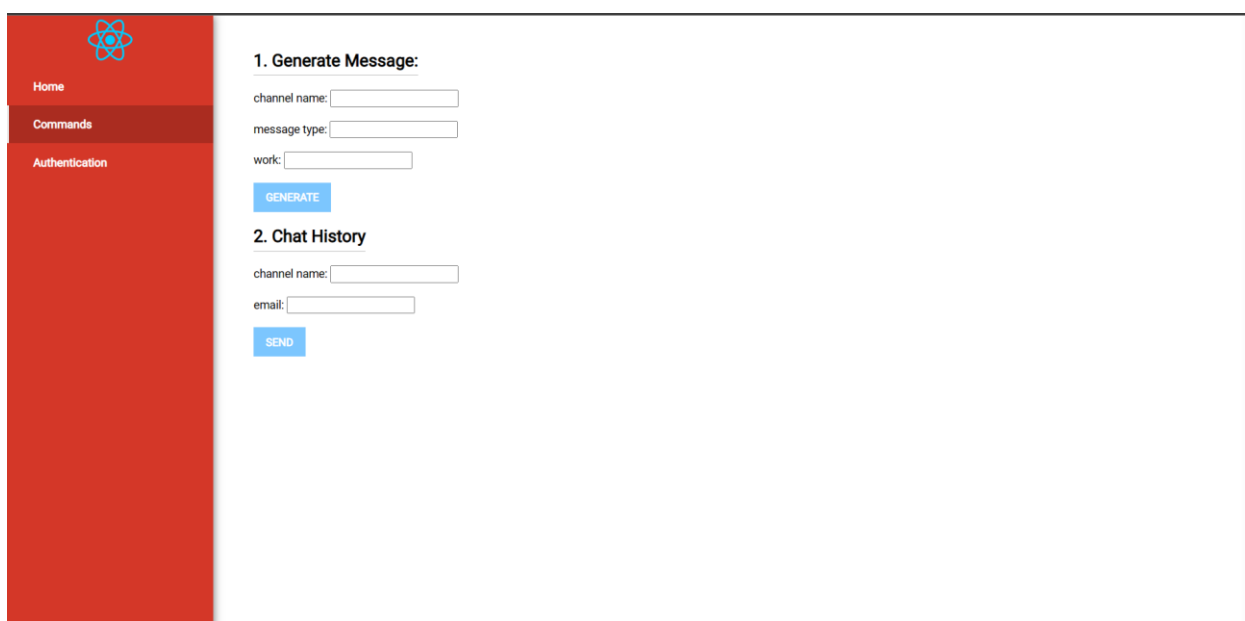 Home
Commands
Authentication
1. Generate Message:
channel name:
message type:
work:
GENERATE
2. Chat History
channel name:
email:
SEND